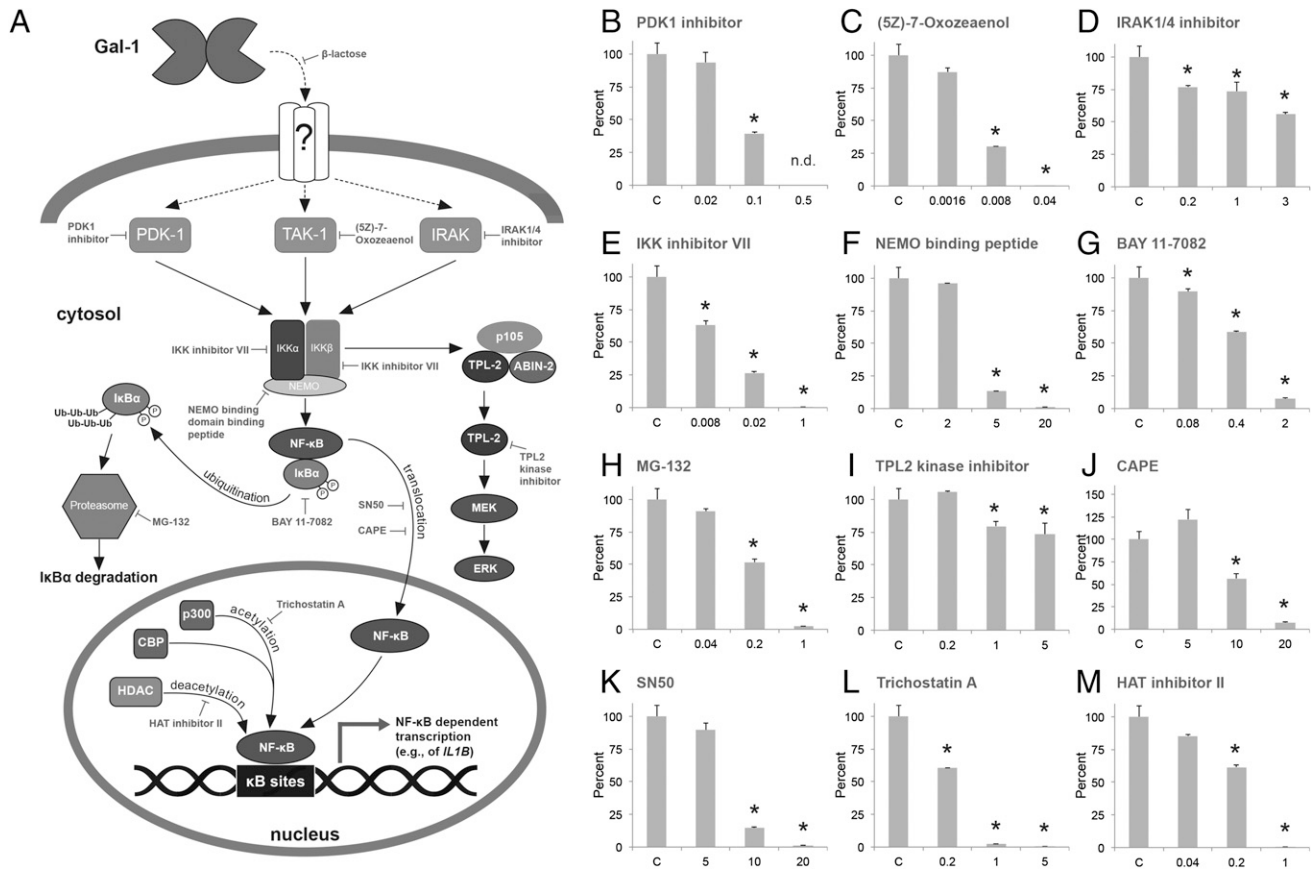 A
Gal-1
β-lactose
?
PDK1
inhibitor
PDK-1
TAK-1
(5Z)-7-
Oxozeaenol
IRAK
IRAK1/4
inhibitor
cytosol
IKK inhibitor VII
IKKα
IKKβ
IKK inhibitor VII
NEMO
NEMO binding
domain binding
peptide
p105
TPL-2
ABIN-2
TPL-2
TPL2
kinase
inhibitor
MEK
ERK
IκBα
P
P
Ub-Ub-Ub
Ub-Ub-Ub
ubiquitination
NF-κB
IκBα
P
P
BAY 11-7082
translocation
SN50
CAPE
Proteasome
MG-132
IκBα degradation
p300
acetylation
Trichostatin A
CBP
HDAC
deacetylation
HAT inhibitor II
NF-κB
NF-κB
NF-κB dependent
transcription
(e.g., of IL1B)
κB sites
nucleus
B PDK1 inhibitor
Percent
100
75
50
25
0
*
n.d.
C 0.02 0.1 0.5
C (5Z)-7-Oxozeaenol
Percent
100
75
50
25
0
* *
C 0.0016 0.008 0.04
D IRAK1/4 inhibitor
Percent
100
75
50
25
0
* * *
C 0.2 1 3
E IKK inhibitor VII
Percent
100
75
50
25
0
* * *
C 0.008 0.02 1
F NEMO binding peptide
Percent
100
75
50
25
0
* *
C 2 5 20
G BAY 11-7082
Percent
100
75
50
25
0
* * *
C 0.08 0.4 2
H MG-132
Percent
100
75
50
25
0
* *
C 0.04 0.2 1
I TPL2 kinase inhibitor
Percent
100
75
50
25
0
* *
C 0.2 1 5
J CAPE
Percent
150
125
100
75
50
25
0
* *
C 5 10 20
K SN50
Percent
100
75
50
25
0
* *
C 5 10 20
L Trichostatin A
Percent
100
75
50
25
0
* * *
C 0.2 1 5
M HAT inhibitor II
Percent
100
75
50
25
0
* *
C 0.04 0.2 1